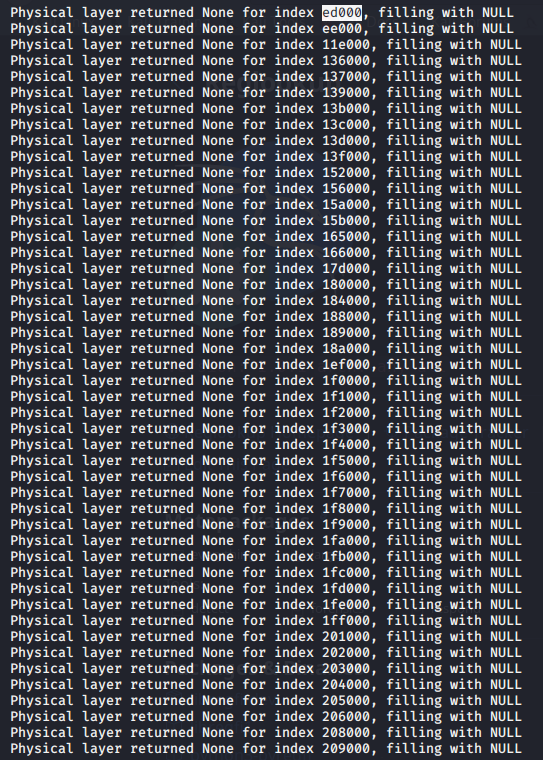 Physical layer returned None for index ed000, filling with NULL
Physical layer returned None for index ee000, filling with NULL
Physical layer returned None for index 11e000, filling with NULL
Physical layer returned None for index 136000, filling with NULL
Physical layer returned None for index 137000, filling with NULL
Physical layer returned None for index 139000, filling with NULL
Physical layer returned None for index 13b000, filling with NULL
Physical layer returned None for index 13c000, filling with NULL
Physical layer returned None for index 13d000, filling with NULL
Physical layer returned None for index 13f000, filling with NULL
Physical layer returned None for index 152000, filling with NULL
Physical layer returned None for index 156000, filling with NULL
Physical layer returned None for index 15a000, filling with NULL
Physical layer returned None for index 15b000, filling with NULL
Physical layer returned None for index 165000, filling with NULL
Physical layer returned None for index 166000, filling with NULL
Physical layer returned None for index 17d000, filling with NULL
Physical layer returned None for index 180000, filling with NULL
Physical layer returned None for index 184000, filling with NULL
Physical layer returned None for index 188000, filling with NULL
Physical layer returned None for index 189000, filling with NULL
Physical layer returned None for index 18a000, filling with NULL
Physical layer returned None for index 1ef000, filling with NULL
Physical layer returned None for index 1f0000, filling with NULL
Physical layer returned None for index 1f1000, filling with NULL
Physical layer returned None for index 1f2000, filling with NULL
Physical layer returned None for index 1f3000, filling with NULL
Physical layer returned None for index 1f4000, filling with NULL
Physical layer returned None for index 1f5000, filling with NULL
Physical layer returned None for index 1f6000, filling with NULL
Physical layer returned None for index 1f7000, filling with NULL
Physical layer returned None for index 1f8000, filling with NULL
Physical layer returned None for index 1f9000, filling with NULL
Physical layer returned None for index 1fa000, filling with NULL
Physical layer returned None for index 1fb000, filling with NULL
Physical layer returned None for index 1fc000, filling with NULL
Physical layer returned None for index 1fd000, filling with NULL
Physical layer returned None for index 1fe000, filling with NULL
Physical layer returned None for index 1ff000, filling with NULL
Physical layer returned None for index 201000, filling with NULL
Physical layer returned None for index 202000, filling with NULL
Physical layer returned None for index 203000, filling with NULL
Physical layer returned None for index 204000, filling with NULL
Physical layer returned None for index 205000, filling with NULL
Physical layer returned None for index 206000, filling with NULL
Physical layer returned None for index 208000, filling with NULL
Physical layer returned None for index 209000, filling with NULL